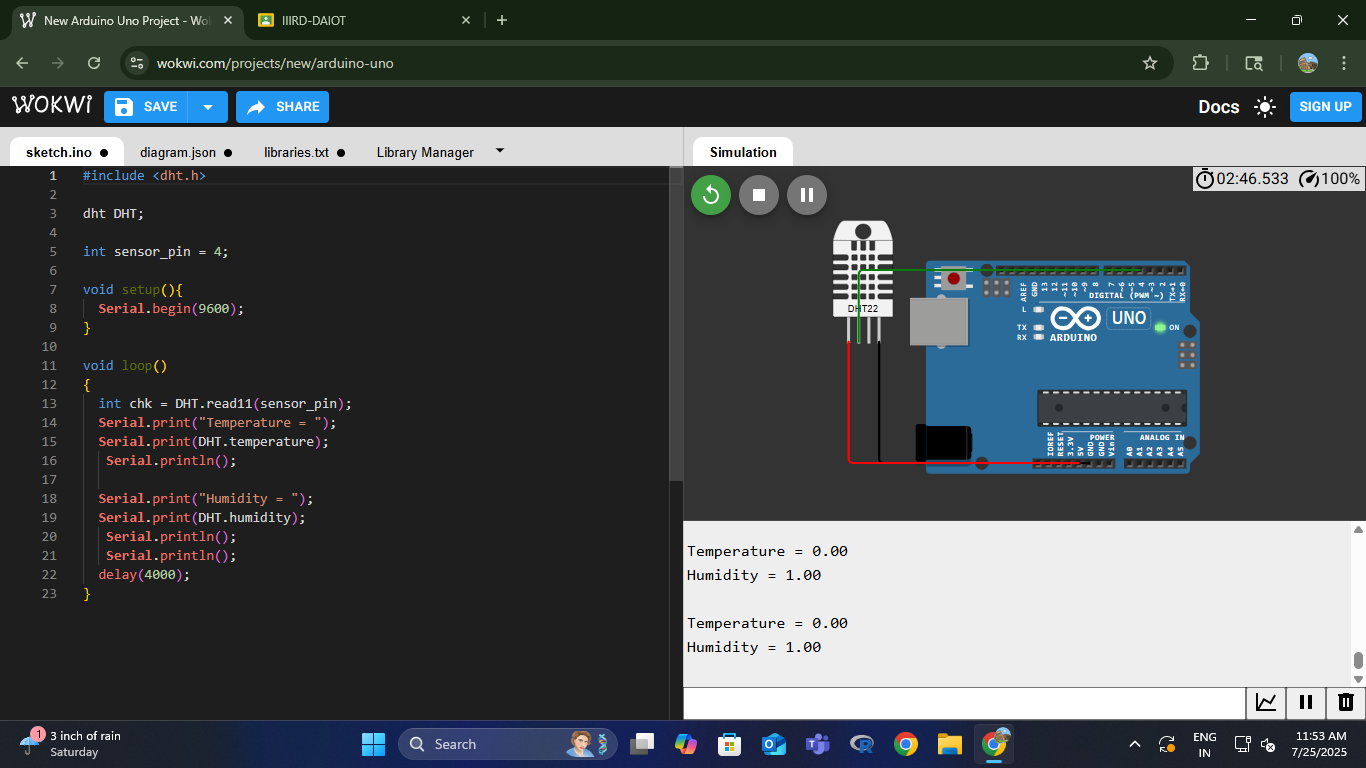 New Arduino Uno Project - Wo
IIIRD-DAIOT
wokwi.com/projects/new/arduino-uno
WOKWI
SAVE
SHARE
Docs
SIGN UP
sketch.ino
diagram.json
libraries.txt
Library Manager
Simulation
1 #include <dht.h>
2
3 dht DHT;
4
5 int sensor_pin = 4;
6
7 void setup(){
8 Serial.begin(9600);
9 }
10
11 void loop()
12 {
13 int chk = DHT.read11(sensor_pin);
14 Serial.print("Temperature = ");
15 Serial.print(DHT.temperature);
16 Serial.println();
17
18 Serial.print("Humidity = ");
19 Serial.print(DHT.humidity);
20 Serial.println();
21 Serial.println();
22 delay(4000);
23 }
02:46.533 100%
DHT22
AREF GND 13 12 ~11 ~10 ~9 8 7 ~6 ~5 4 ~3 2 TX→1 RX←0
DIGITAL (PWM ~)
L
TX
RX
UNO
ARDUINO
ON
IOREF RESET 3.3V 5V GND GND Vin A0 A1 A2 A3 A4 A5
POWER
ANALOG IN
Temperature = 0.00
Humidity = 1.00
Temperature = 0.00
Humidity = 1.00
1
3 inch of rain
Saturday
Search
ENG
IN
11:53 AM
7/25/2025